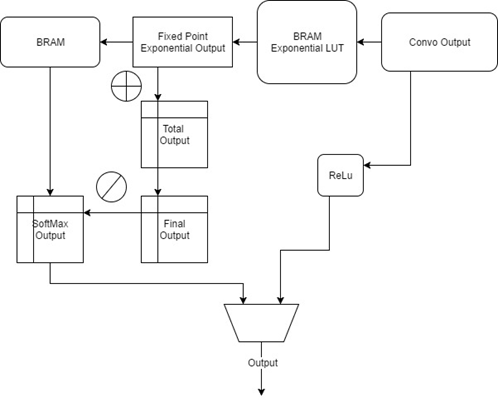 BRAM
Fixed Point
Exponential Output
BRAM
Exponential LUT
Convo Output
Total
Output
ReLu
SoftMax
Output
Final
Output
Output